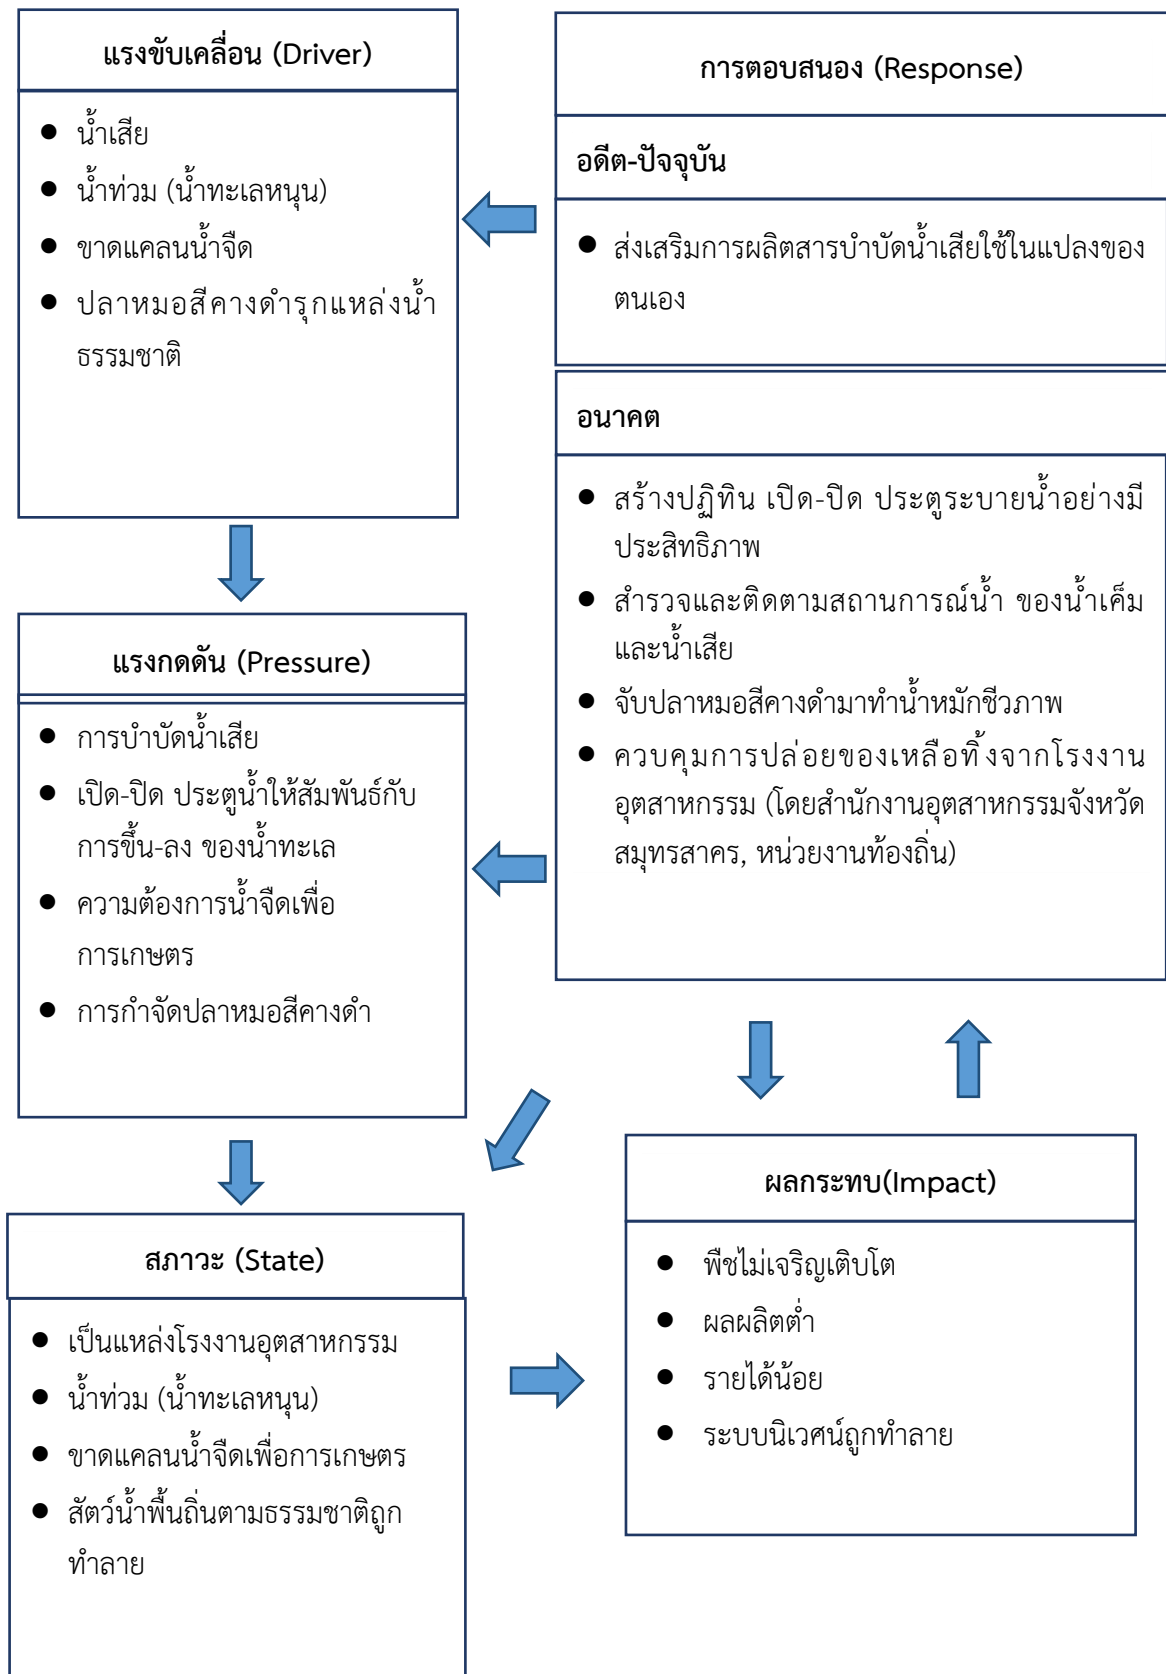 แรงขับเคลื่อน (Driver)
● น้ำเสีย
● น้ำท่วม (น้ำทะเลหนุน)
● ขาดแคลนน้ำจืด
● ปลาหมอสีคางดำรุกแหล่งน้ำ
ธรรมชาติ
การตอบสนอง (Response)
อดีต-ปัจจุบัน
● ส่งเสริมการผลิตสารบำบัดน้ำเสียใช้ในแปลงของ
ตนเอง
อนาคต
● สร้างปฏิทิน เปิด-ปิด ประตูระบายน้ำอย่างมี
ประสิทธิภาพ
● สำรวจและติดตามสถานการณ์น้ำ ของน้ำเค็ม
และน้ำเสีย
● จับปลาหมอสีคางดำมาทำน้ำหมักชีวภาพ
● ควบคุมการปล่อยของเหลือทิ้งจากโรงงาน
อุตสาหกรรม (โดยสำนักงานอุตสาหกรรมจังหวัด
สมุทรสาคร, หน่วยงานท้องถิ่น)
แรงกดดัน (Pressure)
● การบำบัดน้ำเสีย
● เปิด-ปิด ประตูน้ำให้สัมพันธ์กับ
การขึ้น-ลง ของน้ำทะเล
● ความต้องการน้ำจืดเพื่อ
การเกษตร
● การกำจัดปลาหมอสีคางดำ
สภาวะ (State)
● เป็นแหล่งโรงงานอุตสาหกรรม
● น้ำท่วม (น้ำทะเลหนุน)
● ขาดแคลนน้ำจืดเพื่อการเกษตร
● สัตว์น้ำพื้นถิ่นตามธรรมชาติถูก
ทำลาย
ผลกระทบ(Impact)
● พืชไม่เจริญเติบโต
● ผลผลิตต่ำ
● รายได้น้อย
● ระบบนิเวศน์ถูกทำลาย